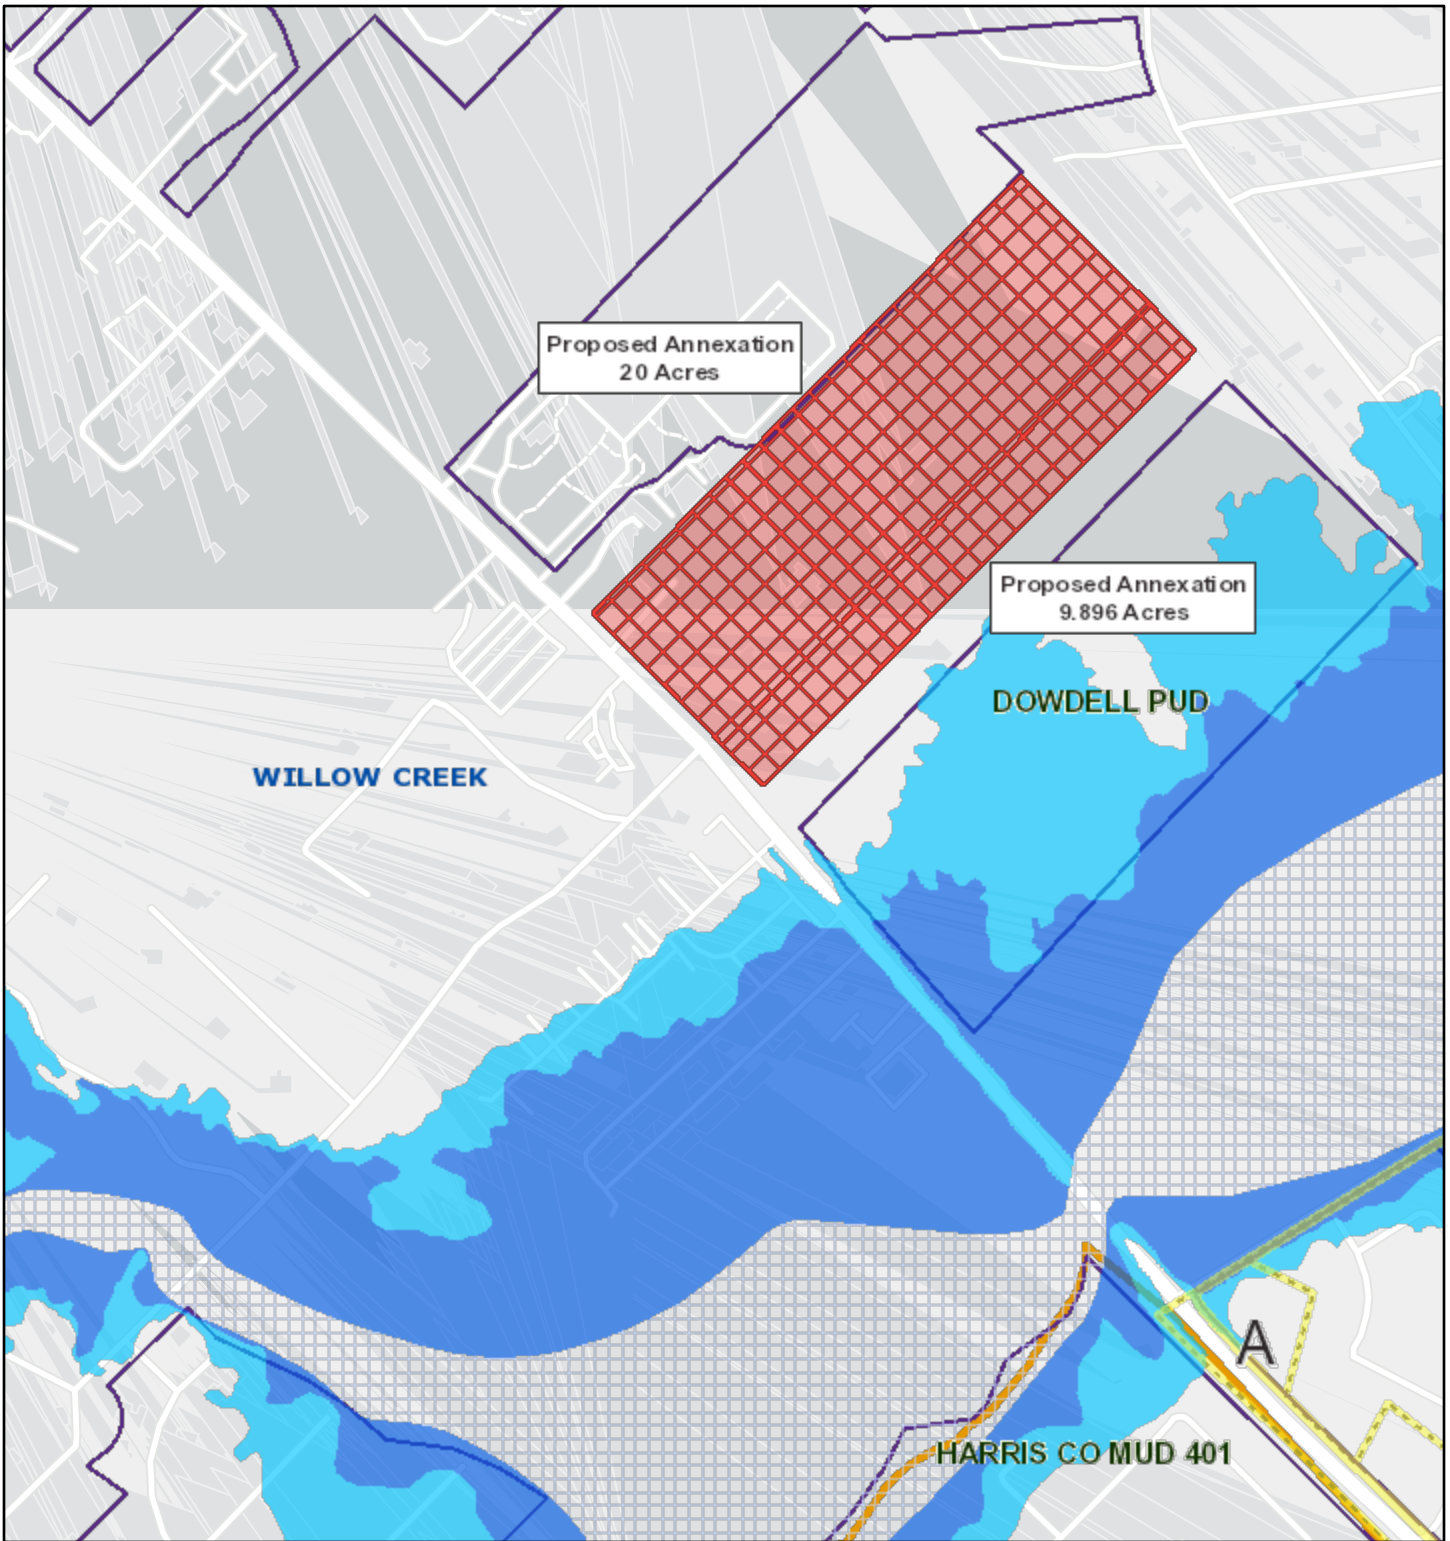 Proposed Annexation
20 Acres
Proposed Annexation
9.896 Acres
DOWDELL PUD
WILLOW CREEK
A
HARRIS CO MUD 401